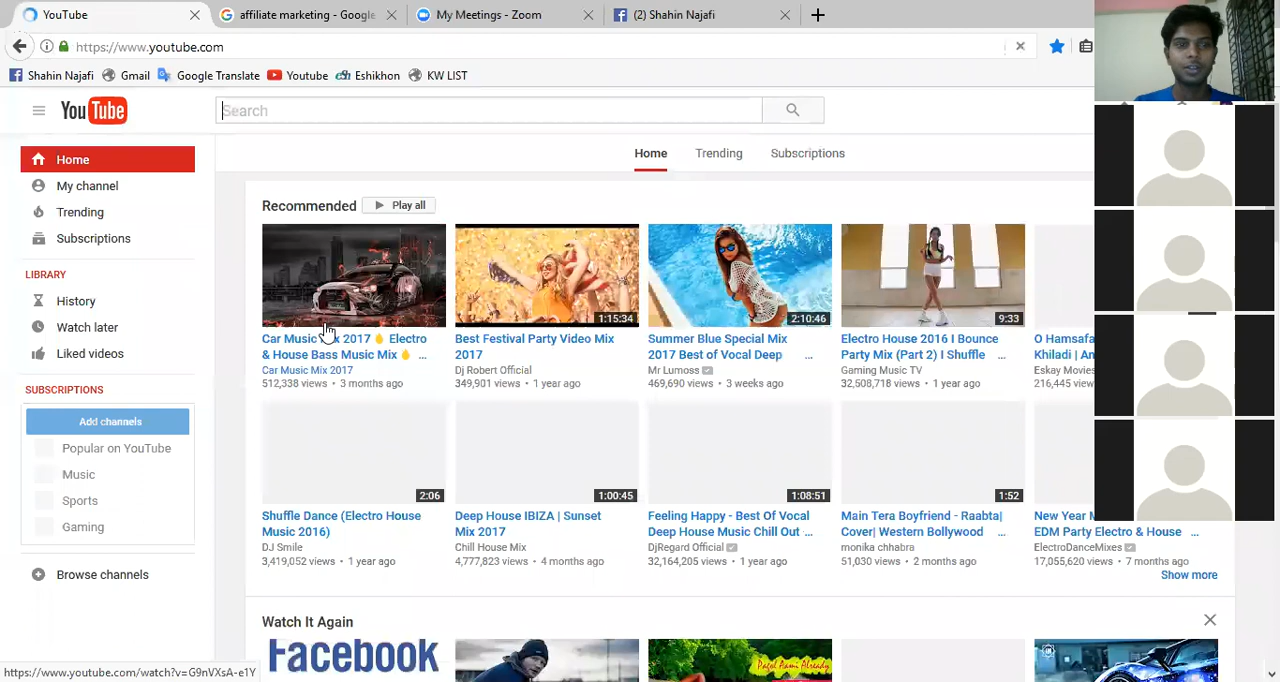 YouTube
affiliate marketing - Google
My Meetings - Zoom
(3) Shahin Najafi
https://www.youtube.com
Shahin Najafi
Gmail
Google Translate
Youtube
Eshikhon
KW LIST
YouTube
Search
Home
My channel
Trending
Subscriptions
LIBRARY
History
Watch later
Liked videos
SUBSCRIPTIONS
Add channels
Popular on YouTube
Music
Sports
Gaming
Browse channels
Home
Trending
Subscriptions
Recommended
Play all
Car Music Mix 2017 🔥 Electro
& House Bass Music Mix 🔥 ...
Car Music Mix 2017
512,338 views • 3 months ago
1:15:34
Best Festival Party Video Mix
2017
Dj Robert Official
349,901 views • 1 year ago
2:10:46
Summer Blue Special Mix
2017 Best of Vocal Deep ...
Mr Lumoss
469,690 views • 3 weeks ago
9:33
Electro House 2016 I Bounce
Party Mix (Part 2) I Shuffle ...
Gaming Music TV
32,508,718 views • 1 year ago
O Hamsafa
Khiladi | An
Eskay Movies
216,445 views
2:06
Shuffle Dance (Electro House
Music 2016)
DJ Smile
3,419,052 views • 1 year ago
1:00:45
Deep House IBIZA | Sunset
Mix 2017
Chill House Mix
4,777,823 views • 4 months ago
1:08:51
Feeling Happy - Best Of Vocal
Deep House Music Chill Out ...
DjRegard Official
32,164,205 views • 1 year ago
1:52
Main Tera Boyfriend - Raabta|
Cover| Western Bollywood ...
monika chhabra
51,030 views • 2 months ago
New Year M
EDM Party Electro & House ...
ElectroDanceMixes
17,055,620 views • 7 months ago
Show more
Watch It Again
Facebook
Pagol Aami Already
https://www.youtube.com/watch?v=G9nVXsA-e1Y